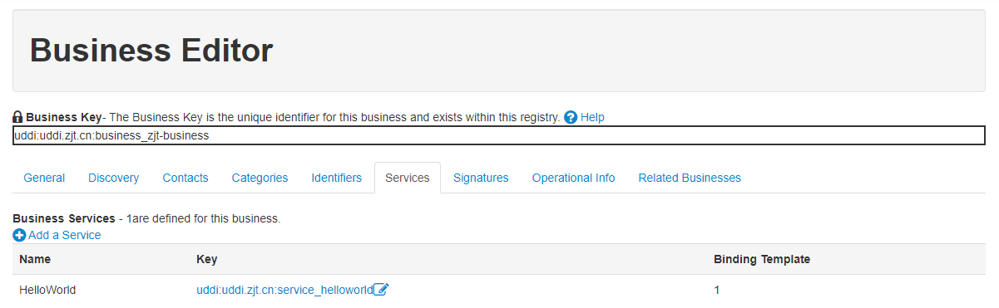 Business Editor
Business Key- The Business Key is the unique identifier for this business and exists within this registry. Help
uddi:uddi.zjt.cn:business_zjt-business
General Discovery Contacts Categories Identifiers Services Signatures Operational Info Related Businesses
Business Services - 1are defined for this business.
Add a Service
Name Key Binding Template
HelloWorld uddi:uddi.zjt.cn:service_helloworld 1